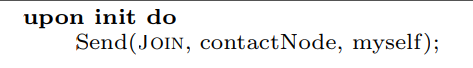 upon init do
Send(JOIN, contactNode, myself);